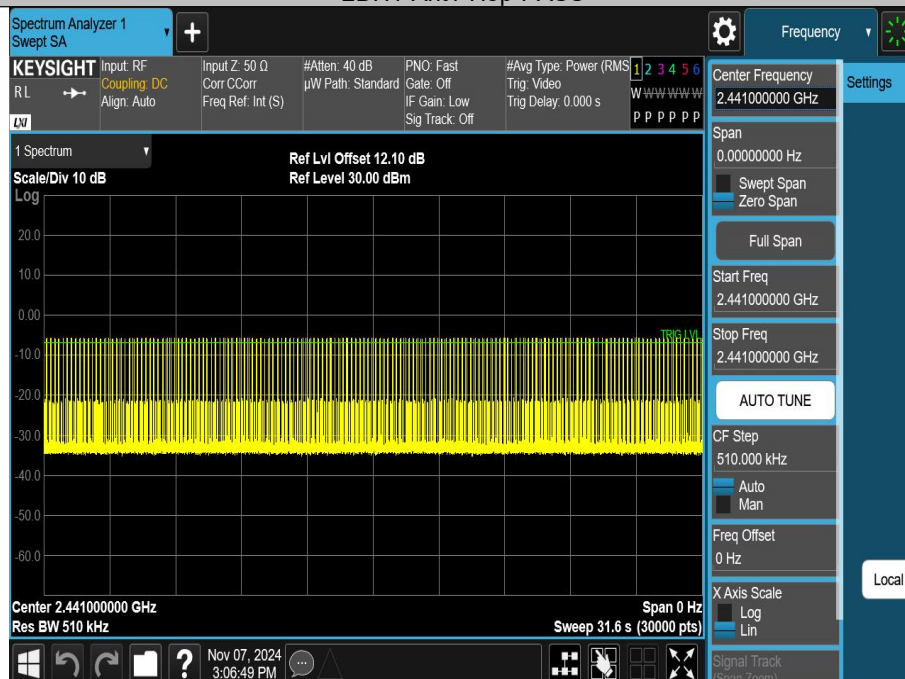 Spectrum Analyzer 1
Swept SA
Frequency
KEYSIGHT
RL
LXI
Input: RF
Coupling: DC
Align: Auto
Input Z: 50 Ω
Corr CCorr
Freq Ref: Int (S)
#Atten: 40 dB
µW Path: Standard
PNO: Fast
Gate: Off
IF Gain: Low
Sig Track: Off
#Avg Type: Power (RMS
Trig: Video
Trig Delay: 0.000 s
1 2 3 4 5 6
W W W W W W
P P P P P P
1 Spectrum
Scale/Div 10 dB
Log
Ref Lvl Offset 12.10 dB
Ref Level 30.00 dBm
20.0
10.0
0.00
TRIG LVL
-10.0
-20.0
-30.0
-40.0
-50.0
-60.0
Center 2.441000000 GHz
Res BW 510 kHz
Span 0 Hz
Sweep 31.6 s (30000 pts)
Center Frequency
2.441000000 GHz
Settings
Span
0.00000000 Hz
Swept Span
Zero Span
Full Span
Start Freq
2.441000000 GHz
Stop Freq
2.441000000 GHz
AUTO TUNE
CF Step
510.000 kHz
Auto
Man
Freq Offset
0 Hz
Local
X Axis Scale
Log
Lin
Signal Track
(Span Zoom)
?
Nov 07, 2024
3:06:49 PM